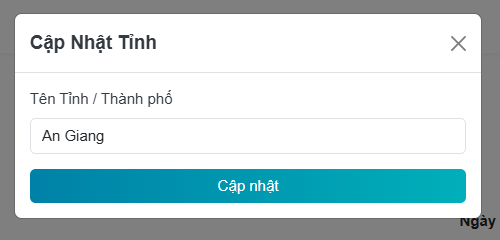 Cập Nhật Tỉnh
Tên Tỉnh / Thành phố
An Giang
Cập nhật
Ngày